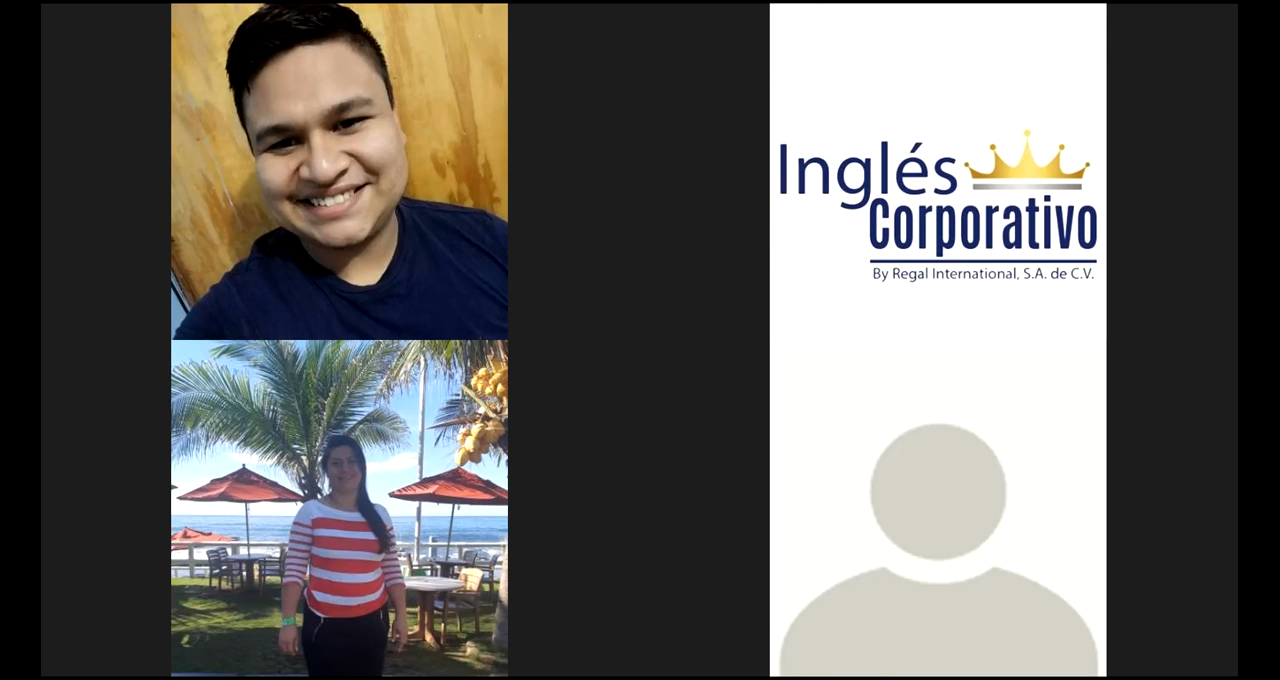 Inglés
Corporativo
By Regal International, S.A. de C.V.